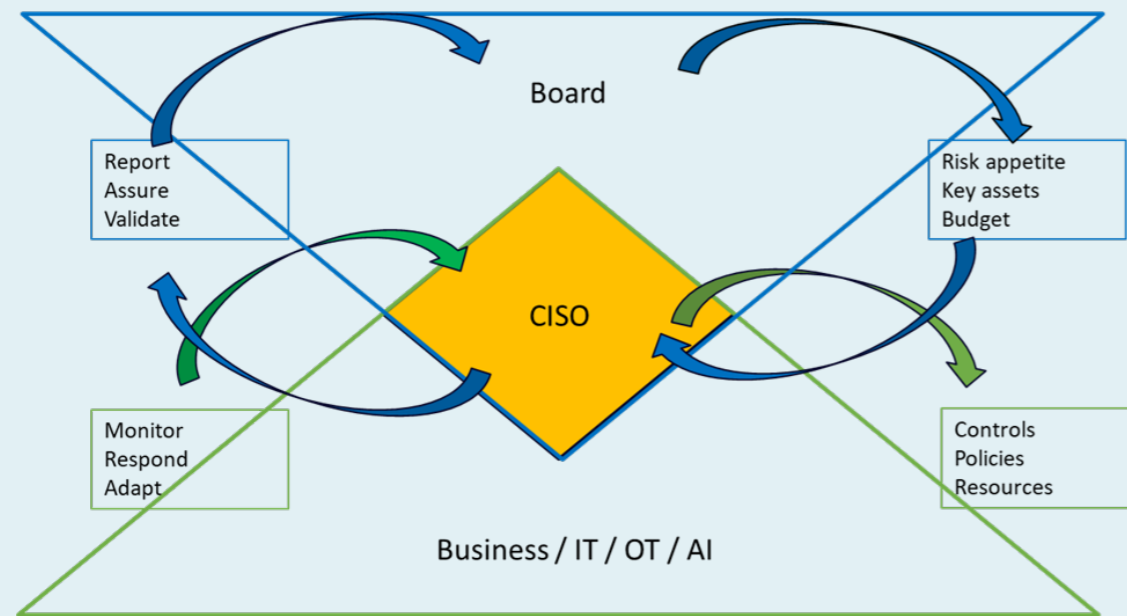 Board
Report
Assure
Validate
Risk appetite
Key assets
Budget
CISO
Monitor
Respond
Adapt
Controls
Policies
Resources
Business / IT / OT / AI